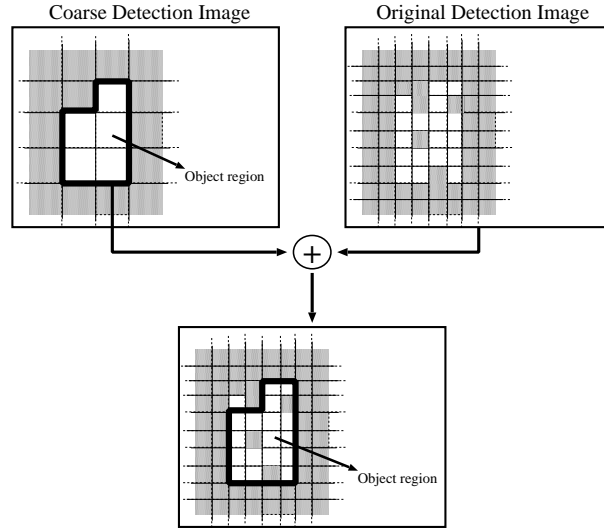 Coarse Detection Image
Original Detection Image
Object region
+
Object region